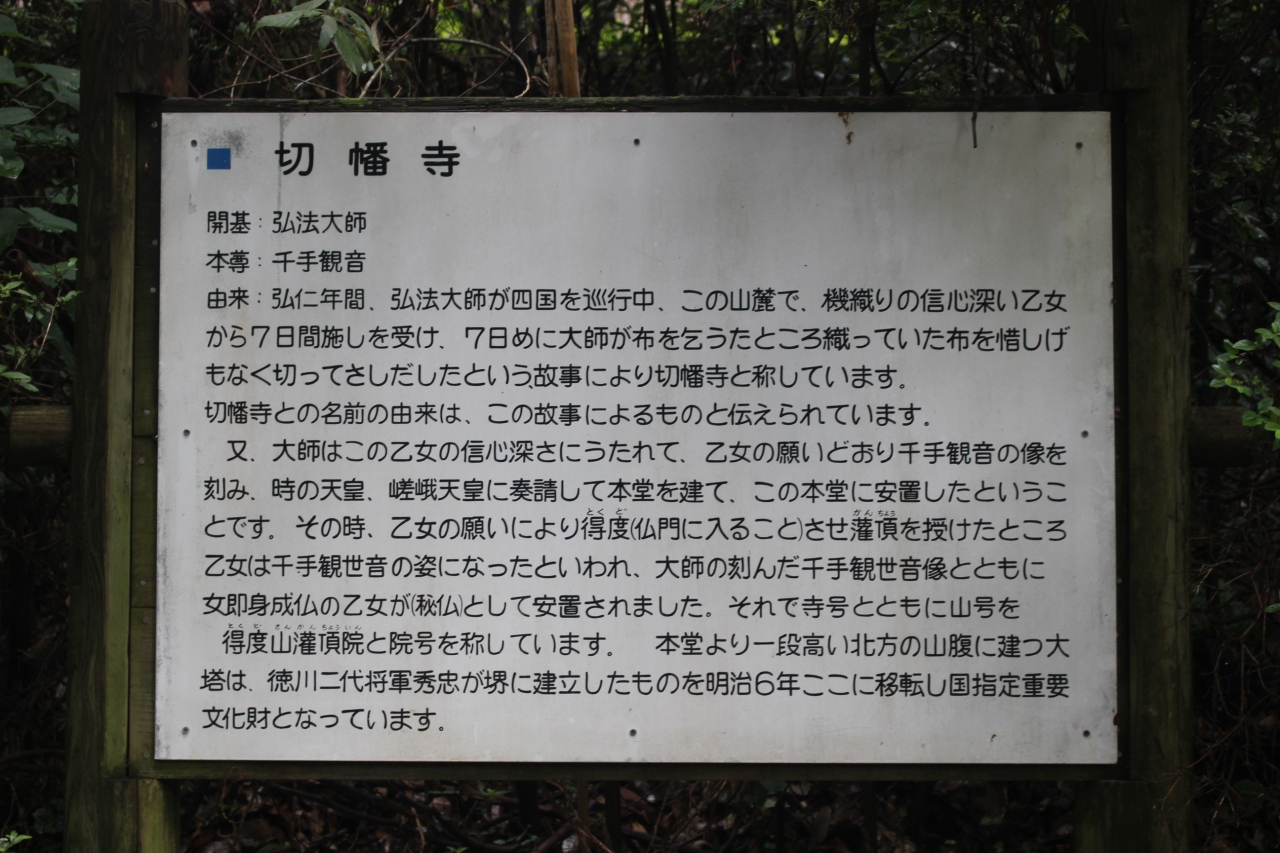 ■ 切幡寺
開基：弘法大師
本尊：千手観音
由来：弘仁年間、弘法大師が四国を巡行中、この山麓で、機織りの信心深い乙女
から７日間施しを受け、７日めに大師が布を乞うたところ織っていた布を惜しげ
もなく切ってさしだしたという故事により切幡寺と称しています。
切幡寺との名前の由来は、この故事によるものと伝えられています。
又、大師はこの乙女の信心深さにうたれて、乙女の願いどおり千手観音の像を
刻み、時の天皇、嵯峨天皇に奏請して本堂を建て、この本堂に安置したというこ
とです。その時、乙女の願いにより得度(仏門に入ること)させ灌頂を授けたところ
乙女は千手観世音の姿になったといわれ、大師の刻んだ千手観世音像とともに
女即身成仏の乙女が(秘仏)として安置されました。それで寺号とともに山号を
得度山灌頂院と院号を称しています。　本堂より一段高い北方の山腹に建つ大
塔は、徳川二代将軍秀忠が堺に建立したものを明治６年ここに移転し国指定重要
文化財となっています。